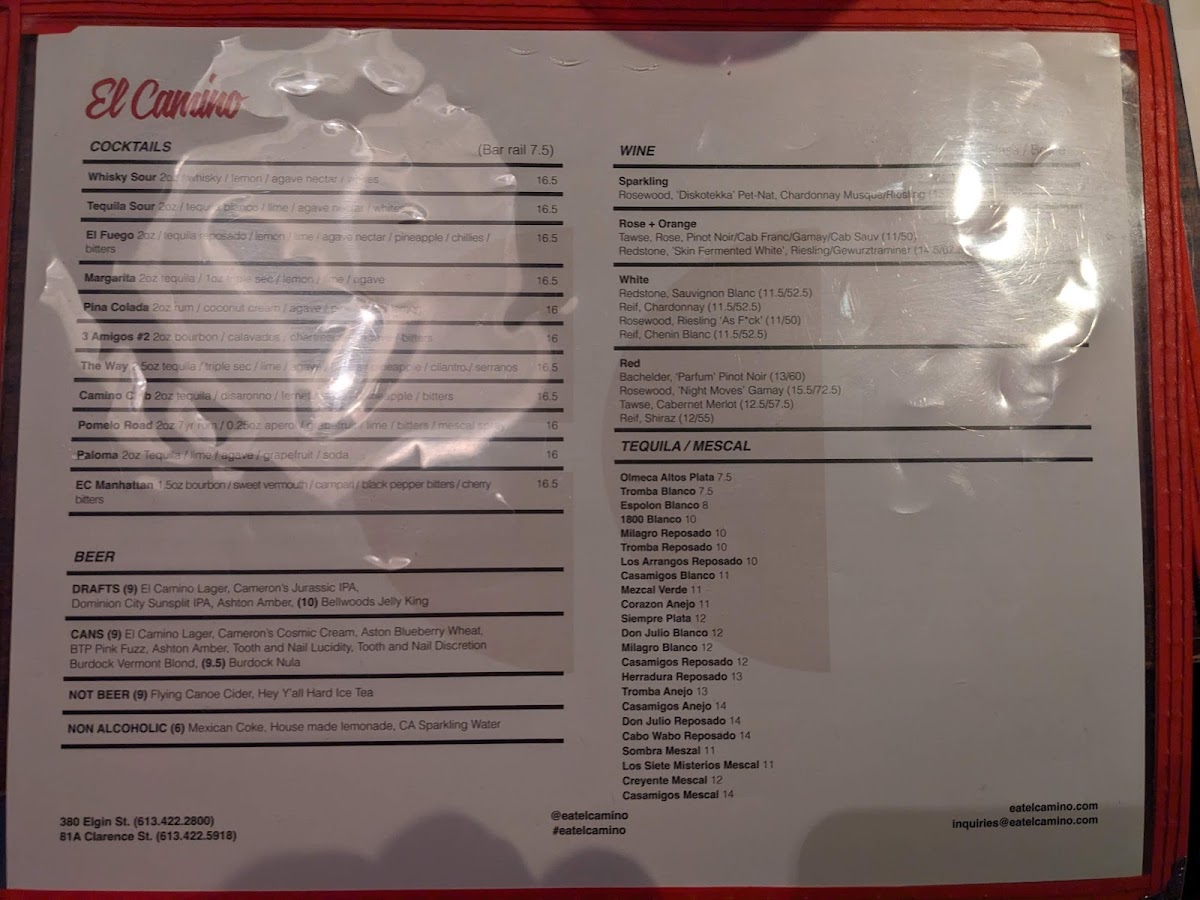 El Camino
COCKTAILS (Bar rail 7.5)
Whisky Sour 2oz whisky / lemon / agave nectar / 16.5
Tequila Sour 2oz / tequila blanco / lime / agave nectar / 16.5
El Fuego 2oz / tequila reposado / lemon / lime / agave nectar / pineapple / chillies / 16.5
bitters
Margarita 2oz tequila / 1oz triple sec / lemon / lime / agave 16.5
Pina Colada 2oz rum / coconut cream / agave / 16
3 Amigos #2 2oz bourbon / calavados / bitters 16
The Way tequila / triple sec / lime / agave / pineapple / cilantro / serranos 16.5
Camino Club 2oz tequila / disaronno / pineapple / bitters 16.5
Pomelo Road 2oz 7yr rum / 0.25oz aperol / grapefruit / lime / bitters / mescal 16
Paloma 2oz Tequila / lime / agave / grapefruit / soda 16
EC Manhattan 1.5oz bourbon / sweet vermouth / campari / black pepper bitters / cherry 16.5
bitters
BEER
DRAFTS (9) El Camino Lager, Cameron's Jurassic IPA,
Dominion City Sunsplit IPA, Ashton Amber, (10) Bellwoods Jelly King
CANS (9) El Camino Lager, Cameron's Cosmic Cream, Aston Blueberry Wheat,
BTP Pink Fuzz, Ashton Amber, Tooth and Nail Lucidity, Tooth and Nail Discretion
Burdock Vermont Blond, (9.5) Burdock Nula
NOT BEER (9) Flying Canoe Cider, Hey Y'all Hard Ice Tea
NON ALCOHOLIC (6) Mexican Coke, House made lemonade, CA Sparkling Water
380 Elgin St. (613.422.2800)
81A Clarence St. (613.422.5918)
WINE
Sparkling
Rosewood, 'Diskotekka' Pet-Nat, Chardonnay Musque/Riesling
Rose + Orange
Tawse, Rose, Pinot Noir/Cab Franc/Gamay/Cab Sauv (11/50)
Redstone, 'Skin Fermented White', Riesling/Gewurztraminer
White
Redstone, Sauvignon Blanc (11.5/52.5)
Reif, Chardonnay (11.5/52.5)
Rosewood, Riesling 'As F*ck' (11/50)
Reif, Chenin Blanc (11.5/52.5)
Red
Bachelder, 'Parfum' Pinot Noir (13/60)
Rosewood, 'Night Moves' Gamay (15.5/72.5)
Tawse, Cabernet Merlot (12.5/57.5)
Reif, Shiraz (12/55)
TEQUILA / MESCAL
Olmeca Altos Plata 7.5
Tromba Blanco 7.5
Espolon Blanco 8
1800 Blanco 10
Milagro Reposado 10
Tromba Reposado 10
Los Arrangos Reposado 10
Casamigos Blanco 11
Mezcal Verde 11
Corazon Anejo 11
Siempre Plata 12
Don Julio Blanco 12
Milagro Blanco 12
Casamigos Reposado 12
Herradura Reposado 13
Tromba Anejo 13
Casamigos Anejo 14
Don Julio Reposado 14
Cabo Wabo Reposado 14
Sombra Meszal 11
Los Siete Misterios Mescal 11
Creyente Mescal 12
Casamigos Mescal 14
@eatelcamino
#eatelcamino
eatelcamino.com
inquiries@eatelcamino.com